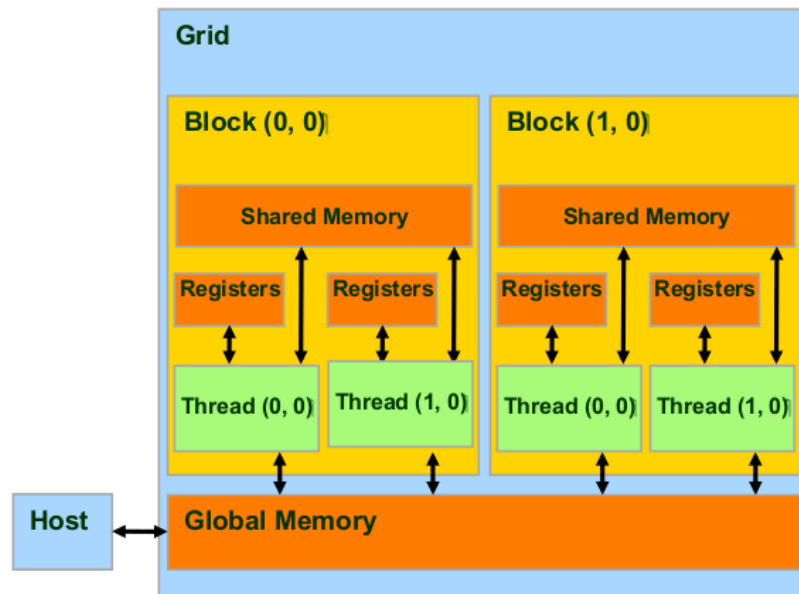 Grid
Block (0, 0)
Block (1, 0)
Shared Memory
Shared Memory
Registers
Registers
Registers
Registers
Thread (0, 0)
Thread (1, 0)
Thread (0, 0)
Thread (1, 0)
Host
Global Memory